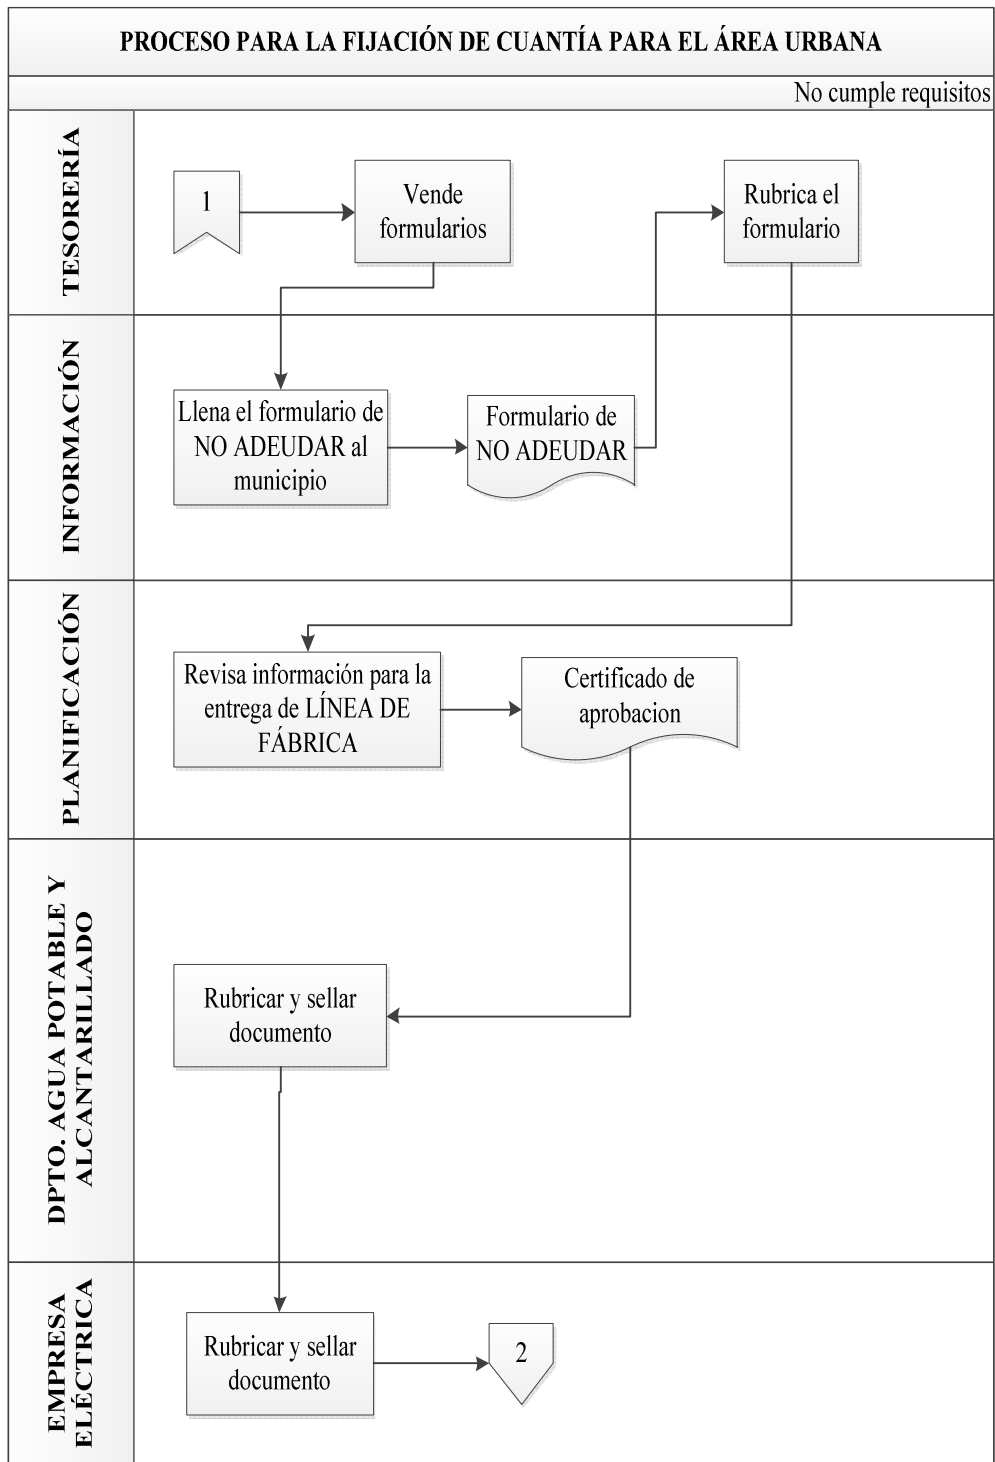 PROCESO PARA LA FIJACIÓN DE CUANTÍA PARA EL ÁREA URBANA
No cumple requisitos
TESORERÍA
1
Vende
formularios
Rubrica el
formulario
INFORMACIÓN
Llena el formulario de
NO ADEUDAR al
municipio
Formulario de
NO ADEUDAR
PLANIFICACIÓN
Revisa información para la
entrega de LÍNEA DE
FÁBRICA
Certificado de
aprobacion
DPTO. AGUA POTABLE Y
ALCANTARILLADO
Rubricar y sellar
documento
EMPRESA
ELÉCTRICA
Rubricar y sellar
documento
2